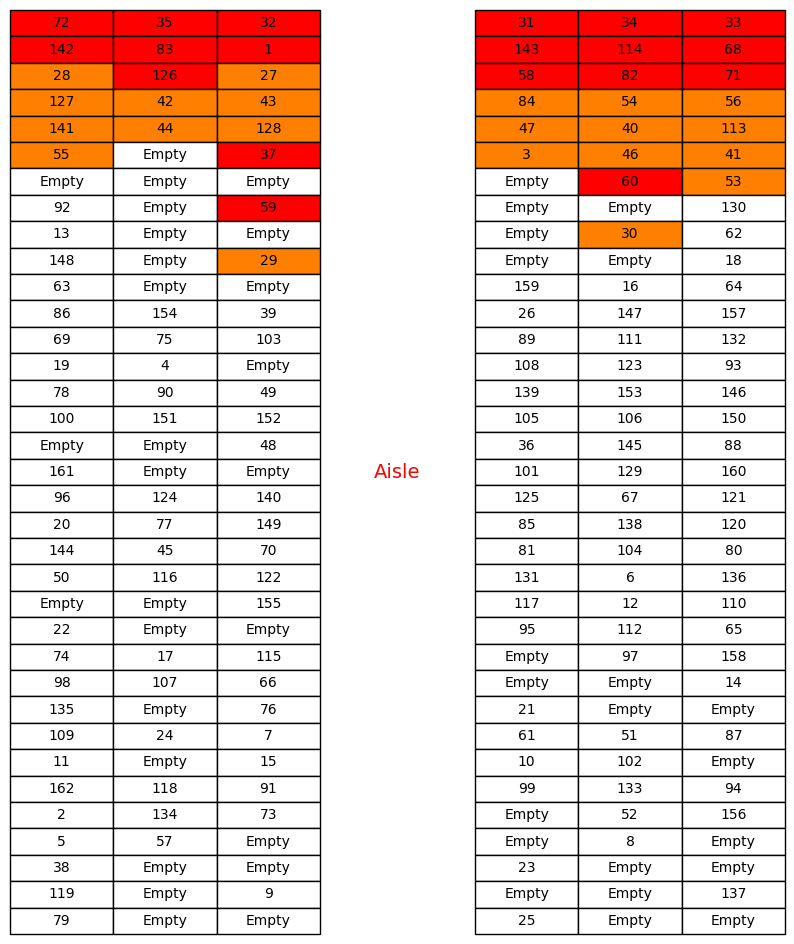 72 35 32 31 34 33
142 83 1 143 114 68
28 126 27 58 82 71
127 42 43 84 54 56
141 44 128 47 40 113
55 Empty 37 3 46 41
Empty Empty Empty Empty 60 53
92 Empty 59 Empty Empty 130
13 Empty Empty Empty 30 62
148 Empty 29 Empty Empty 18
63 Empty Empty 159 16 64
86 154 39 26 147 157
69 75 103 89 111 132
19 4 Empty 108 123 93
78 90 49 139 153 146
100 151 152 105 106 150
Empty Empty 48 36 145 88
161 Empty Empty Aisle 101 129 160
96 124 140 125 67 121
20 77 149 85 138 120
144 45 70 81 104 80
50 116 122 131 6 136
Empty Empty 155 117 12 110
22 Empty Empty 95 112 65
74 17 115 Empty 97 158
98 107 66 Empty Empty 14
135 Empty 76 21 Empty Empty
109 24 7 61 51 87
11 Empty 15 10 102 Empty
162 118 91 99 133 94
2 134 73 Empty 52 156
5 57 Empty Empty 8 Empty
38 Empty Empty 23 Empty Empty
119 Empty 9 Empty Empty 137
79 Empty Empty 25 Empty Empty